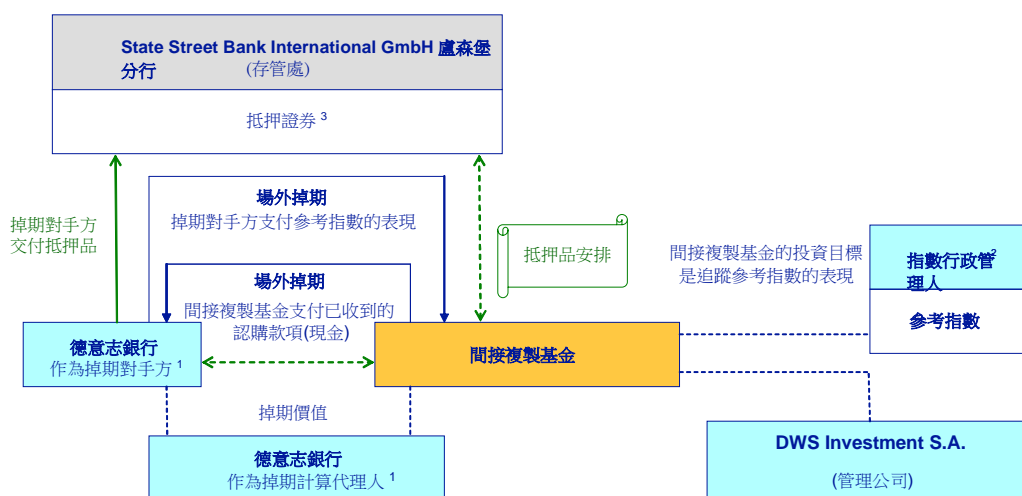 State Street Bank International GmbH 盧森堡
分行
(存管處)
抵押證券 3
掉期對手方
交付抵押品
場外掉期
掉期對手方支付參考指數的表現
場外掉期
間接複製基金支付已收到的
認購款項(現金)
抵押品安排
間接複製基金的投資目標
是追蹤參考指數的表現
指數行政管2
理人
參考指數
德意志銀行
作為掉期對手方 1
間接複製基金
掉期價值
德意志銀行
作為掉期計算代理人 1
DWS Investment S.A.
(管理公司)